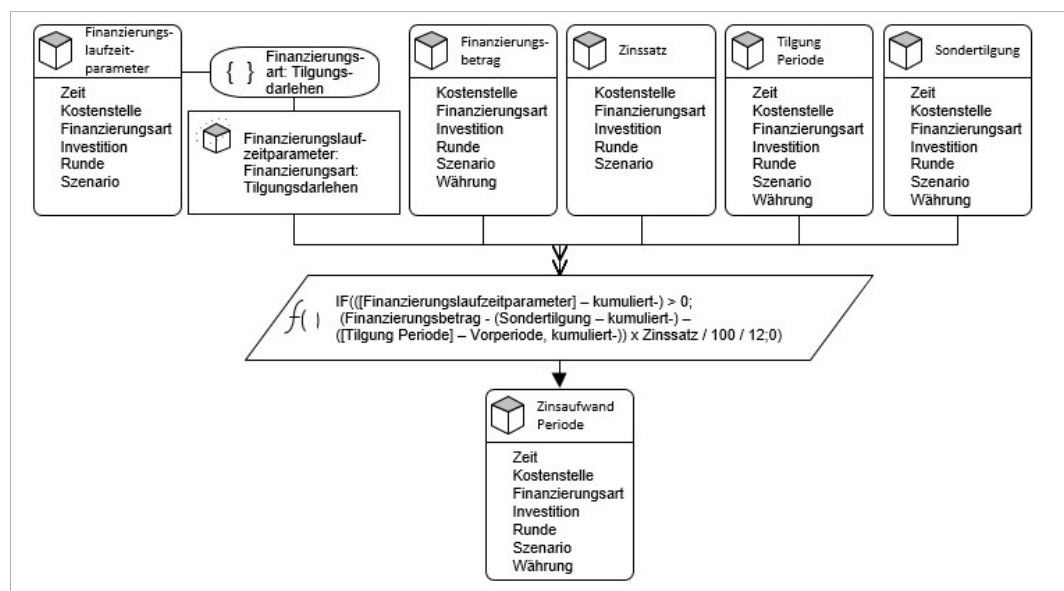 Finanzierungs-
laufzeit-
parameter
Zeit
Kostenstelle
Finanzierungsart
Investition
Runde
Szenario
{ }
Finanzierungs-
art: Tilgungs-
darlehen
Finanzierungslauf-
zeitparameter:
Finanzierungsart:
Tilgungsdarlehen
Finanzierungs-
betrag
Kostenstelle
Finanzierungsart
Investition
Runde
Szenario
Währung
Zinssatz
Kostenstelle
Finanzierungsart
Investition
Runde
Szenario
Tilgung
Periode
Zeit
Kostenstelle
Finanzierungsart
Investition
Runde
Szenario
Währung
Sondertilgung
Zeit
Kostenstelle
Finanzierungsart
Investition
Runde
Szenario
Währung
f()
IF(([Finanzierungslaufzeitparameter] – kumuliert-) > 0;
(Finanzierungsbetrag - (Sondertilgung – kumuliert-) –
([Tilgung Periode] – Vorperiode, kumuliert-)) x Zinssatz / 100 / 12;0)
Zinsaufwand
Periode
Zeit
Kostenstelle
Finanzierungsart
Investition
Runde
Szenario
Währung